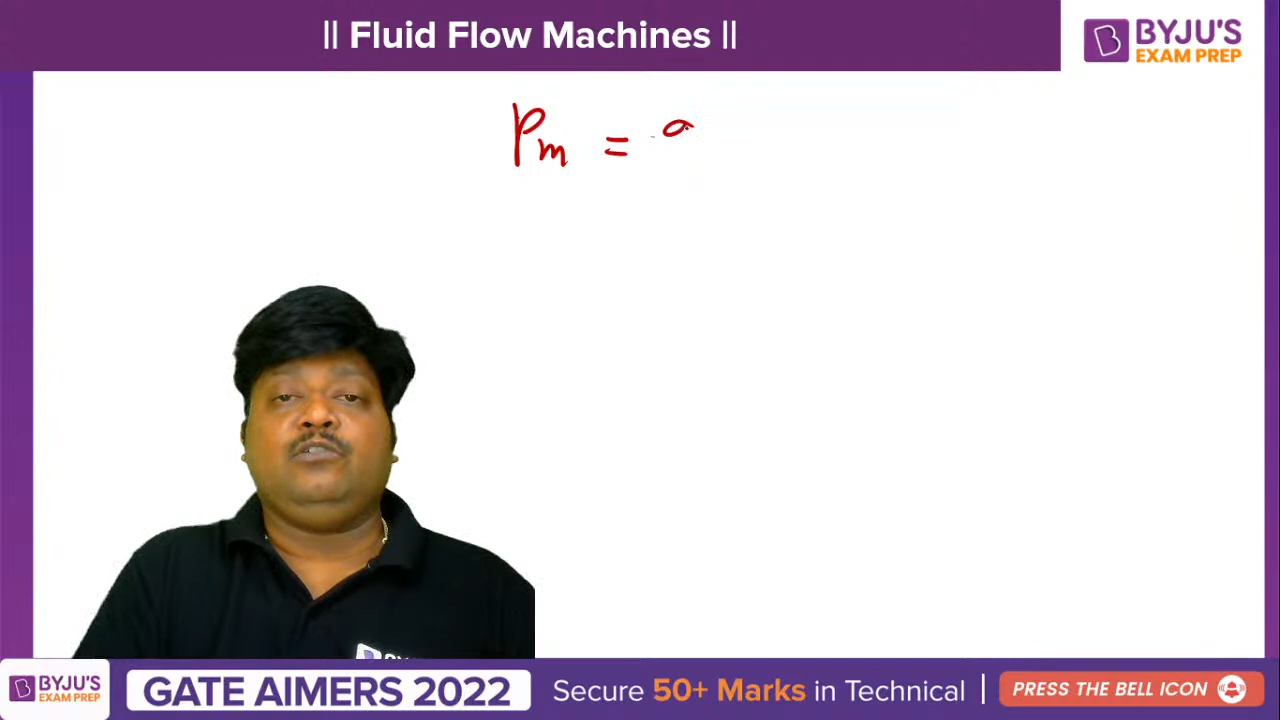 || Fluid Flow Machines ||
BYJU'S
EXAM PREP
Pm =
BYJU'S
EXAM PREP
GATE AIMERS 2022
Secure 50+ Marks in Technical
PRESS THE BELL ICON